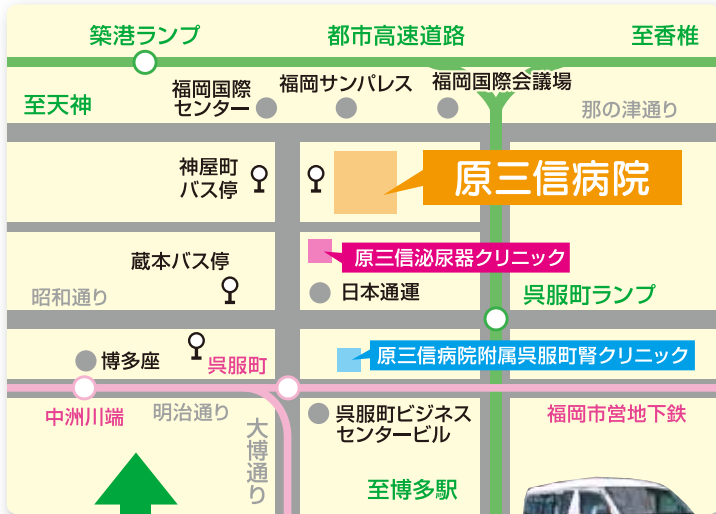 築港ランプ
都市高速道路
至香椎
福岡国際
センター
福岡サンパレス
福岡国際会議場
至天神
那の津通り
神屋町
バス停
原三信病院
蔵本バス停
原三信泌尿器クリニック
昭和通り
日本通運
呉服町ランプ
博多座
呉服町
原三信病院附属呉服町腎クリニック
中洲川端
明治通り
大博通り
呉服町ビジネス
センタービル
福岡市営地下鉄
至博多駅